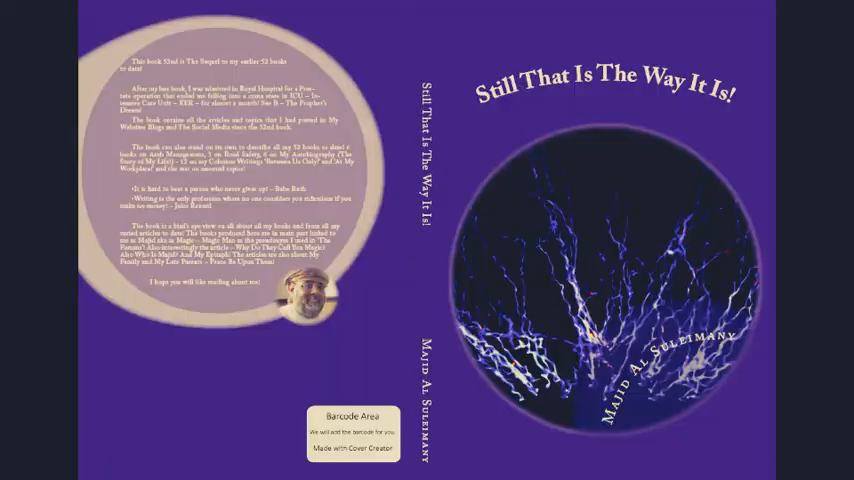 This book 52nd is The Sequel to my earlier 52 books
to date!
After my last book, I was admitted in Royal Hospital for a Pros-
tate operation that ended me falling into a coma state in ICU – In-
tensive Care Unit – – for almost a month! See B – The Prophet's
Dream!
The book contains all the articles and topics that I had posted in My
Websites Blogs and The Social Media since the 52nd book.
The book can also stand on its own to describe all my 52 books to date!
books on Arab Management, 5 on Road Safety, 6 on My Autobiography (The
Story of My Life!) - 12 on my Columns Writings 'Between Us Only!' and 'At My
Workplace!' and the rest on assorted topics!
•It is hard to beat a person who never gives up! – Babe Ruth
•Writing is the only profession where no one considers you ridiculous if you
make no money! – Jules Renard
The book is a bird's eye view on all about all my books and from all my
varied articles to date! The books produced here are in main part linked to
me as Majid aka as Magic – Magic Man is the pseudonym I used in 'The
Forums'! Also interestingly the article – Why Do They Call You Magic?
Also Who Is Majid? And My Epitaph! The articles are also about My
Family and My Late Parents – Peace Be Upon Them!
I hope you will like reading about me!
Barcode Area
We will add the barcode for you.
Made with Cover Creator
Still That Is The Way It Is!
Majid Al Suleimany
Still That Is The Way It Is!
Majid Al Suleimany